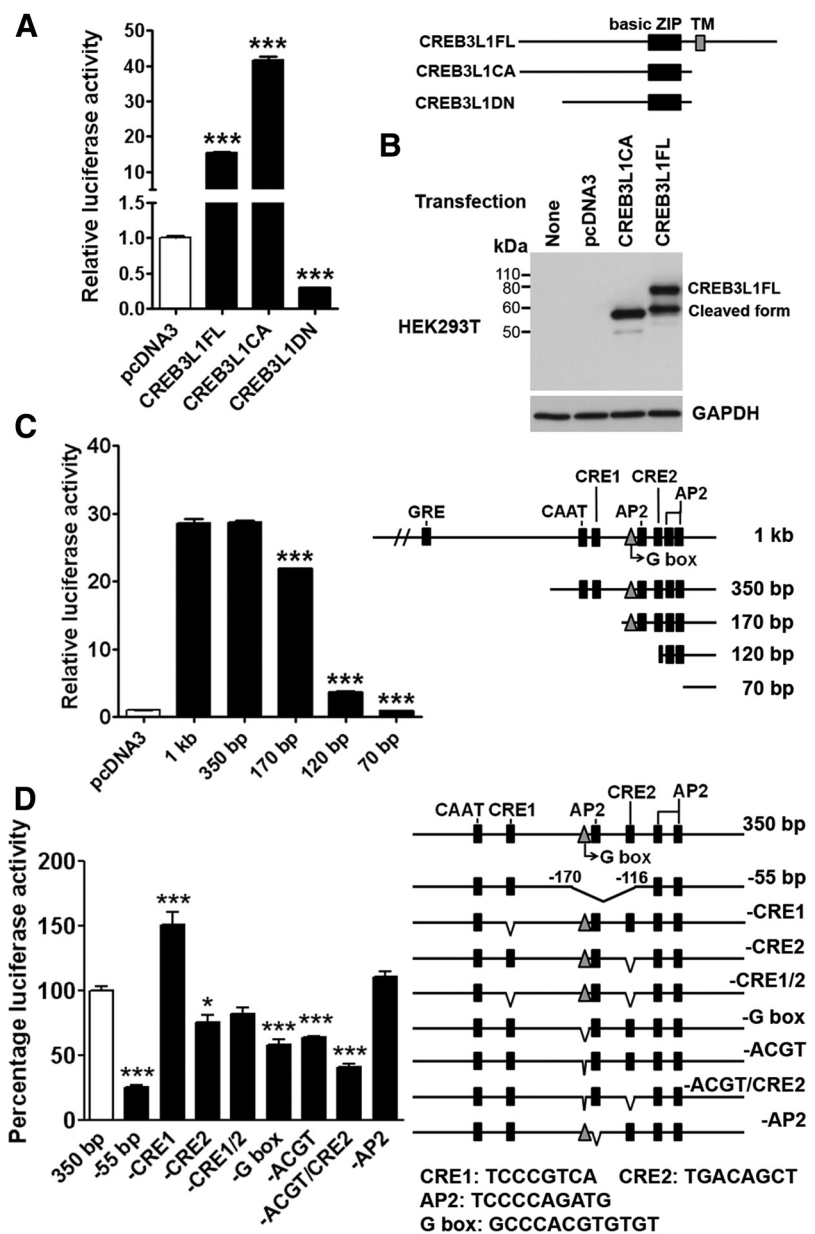 A
Relative luciferase activity
50
40
30
20
10
1.5
1.0
0.5
0.0
***
***
***
pcDNA3
CREB3L1FL
CREB3L1CA
CREB3L1DN
basic ZIP TM
CREB3L1FL
CREB3L1CA
CREB3L1DN
B
Transfection
None
pcDNA3
CREB3L1CA
CREB3L1FL
kDa
110
80
60
50
HEK293T
CREB3L1FL
Cleaved form
GAPDH
C
Relative luciferase activity
40
30
20
10
0
***
***
***
pcDNA3
1 kb
350 bp
170 bp
120 bp
70 bp
GRE
CAAT
CRE1
AP2
CRE2
AP2
G box
1 kb
350 bp
170 bp
120 bp
70 bp
D
Percentage luciferase activity
200
150
100
50
0
***
***
*
***
***
***
350 bp
-55 bp
-CRE1
-CRE2
-CRE1/2
-G box
-ACGT
-ACGT/CRE2
-AP2
CAAT CRE1
AP2
CRE2
AP2
G box
350 bp
-170
-116
-55 bp
-CRE1
-CRE2
-CRE1/2
-G box
-ACGT
-ACGT/CRE2
-AP2
CRE1: TCCCGTCA CRE2: TGACAGCT
AP2: TCCCCAGATG
G box: GCCCACGTGTGT